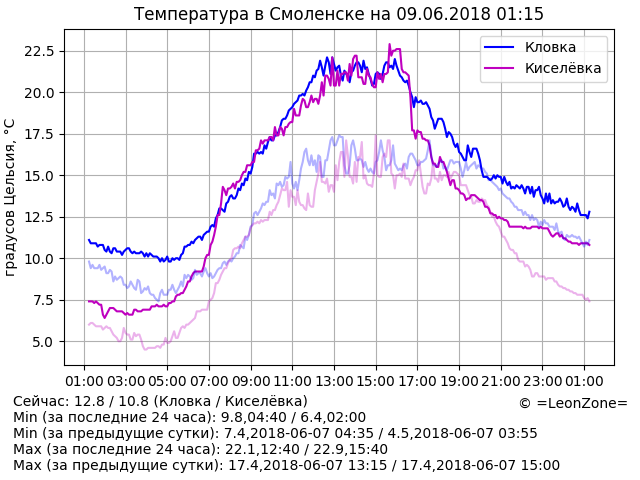 Температура в Смоленске на 09.06.2018 01:15
градусов Цельсия, °C
22.5
20.0
17.5
15.0
12.5
10.0
7.5
5.0
Кловка
Киселёвка
01:00 03:00 05:00 07:00 09:00 11:00 13:00 15:00 17:00 19:00 21:00 23:00 01:00
Сейчас: 12.8 / 10.8 (Кловка / Киселёвка)
© =LeonZone=
Min (за последние 24 часа): 9.8,04:40 / 6.4,02:00
Min (за предыдущие сутки): 7.4,2018-06-07 04:35 / 4.5,2018-06-07 03:55
Max (за последние 24 часа): 22.1,12:40 / 22.9,15:40
Max (за предыдущие сутки): 17.4,2018-06-07 13:15 / 17.4,2018-06-07 15:00